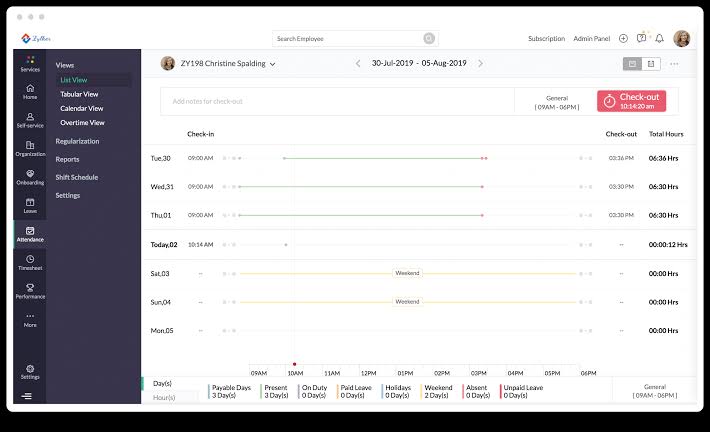 Zylker
Search Employee
Subscription
Admin Panel
Services
Home
Self-service
Organization
Onboarding
Leave
Attendance
Timesheet
Performance
More
Settings
Views
List View
Tabular View
Calendar View
Overtime View
Regularization
Reports
Shift Schedule
Settings
ZY198 Christine Spalding
30-Jul-2019 - 05-Aug-2019
Add notes for check-out
General
[ 09AM - 06PM ]
Check-out
10:14:20 am
Check-in Check-out Total Hours
Tue,30 09:00 AM 03:36 PM 06:36 Hrs
Wed,31 09:00 AM 03:30 PM 06:30 Hrs
Thu,01 09:00 AM 03:30 PM 06:30 Hrs
Today,02 10:14 AM -- 00:00:12 Hrs
Sat,03 -- Weekend -- 00:00 Hrs
Sun,04 -- Weekend -- 00:00 Hrs
Mon,05 -- -- 00:00 Hrs
09AM 10AM 11AM 12PM 01PM 02PM 03PM 04PM 05PM 06PM
Day(s)
Hour(s)
Payable Days
3 Day(s)
Present
3 Day(s)
On Duty
0 Day(s)
Paid Leave
0 Day(s)
Holidays
0 Day(s)
Weekend
2 Day(s)
Absent
0 Day(s)
Unpaid Leave
0 Day(s)
General
[ 09AM - 06PM ]